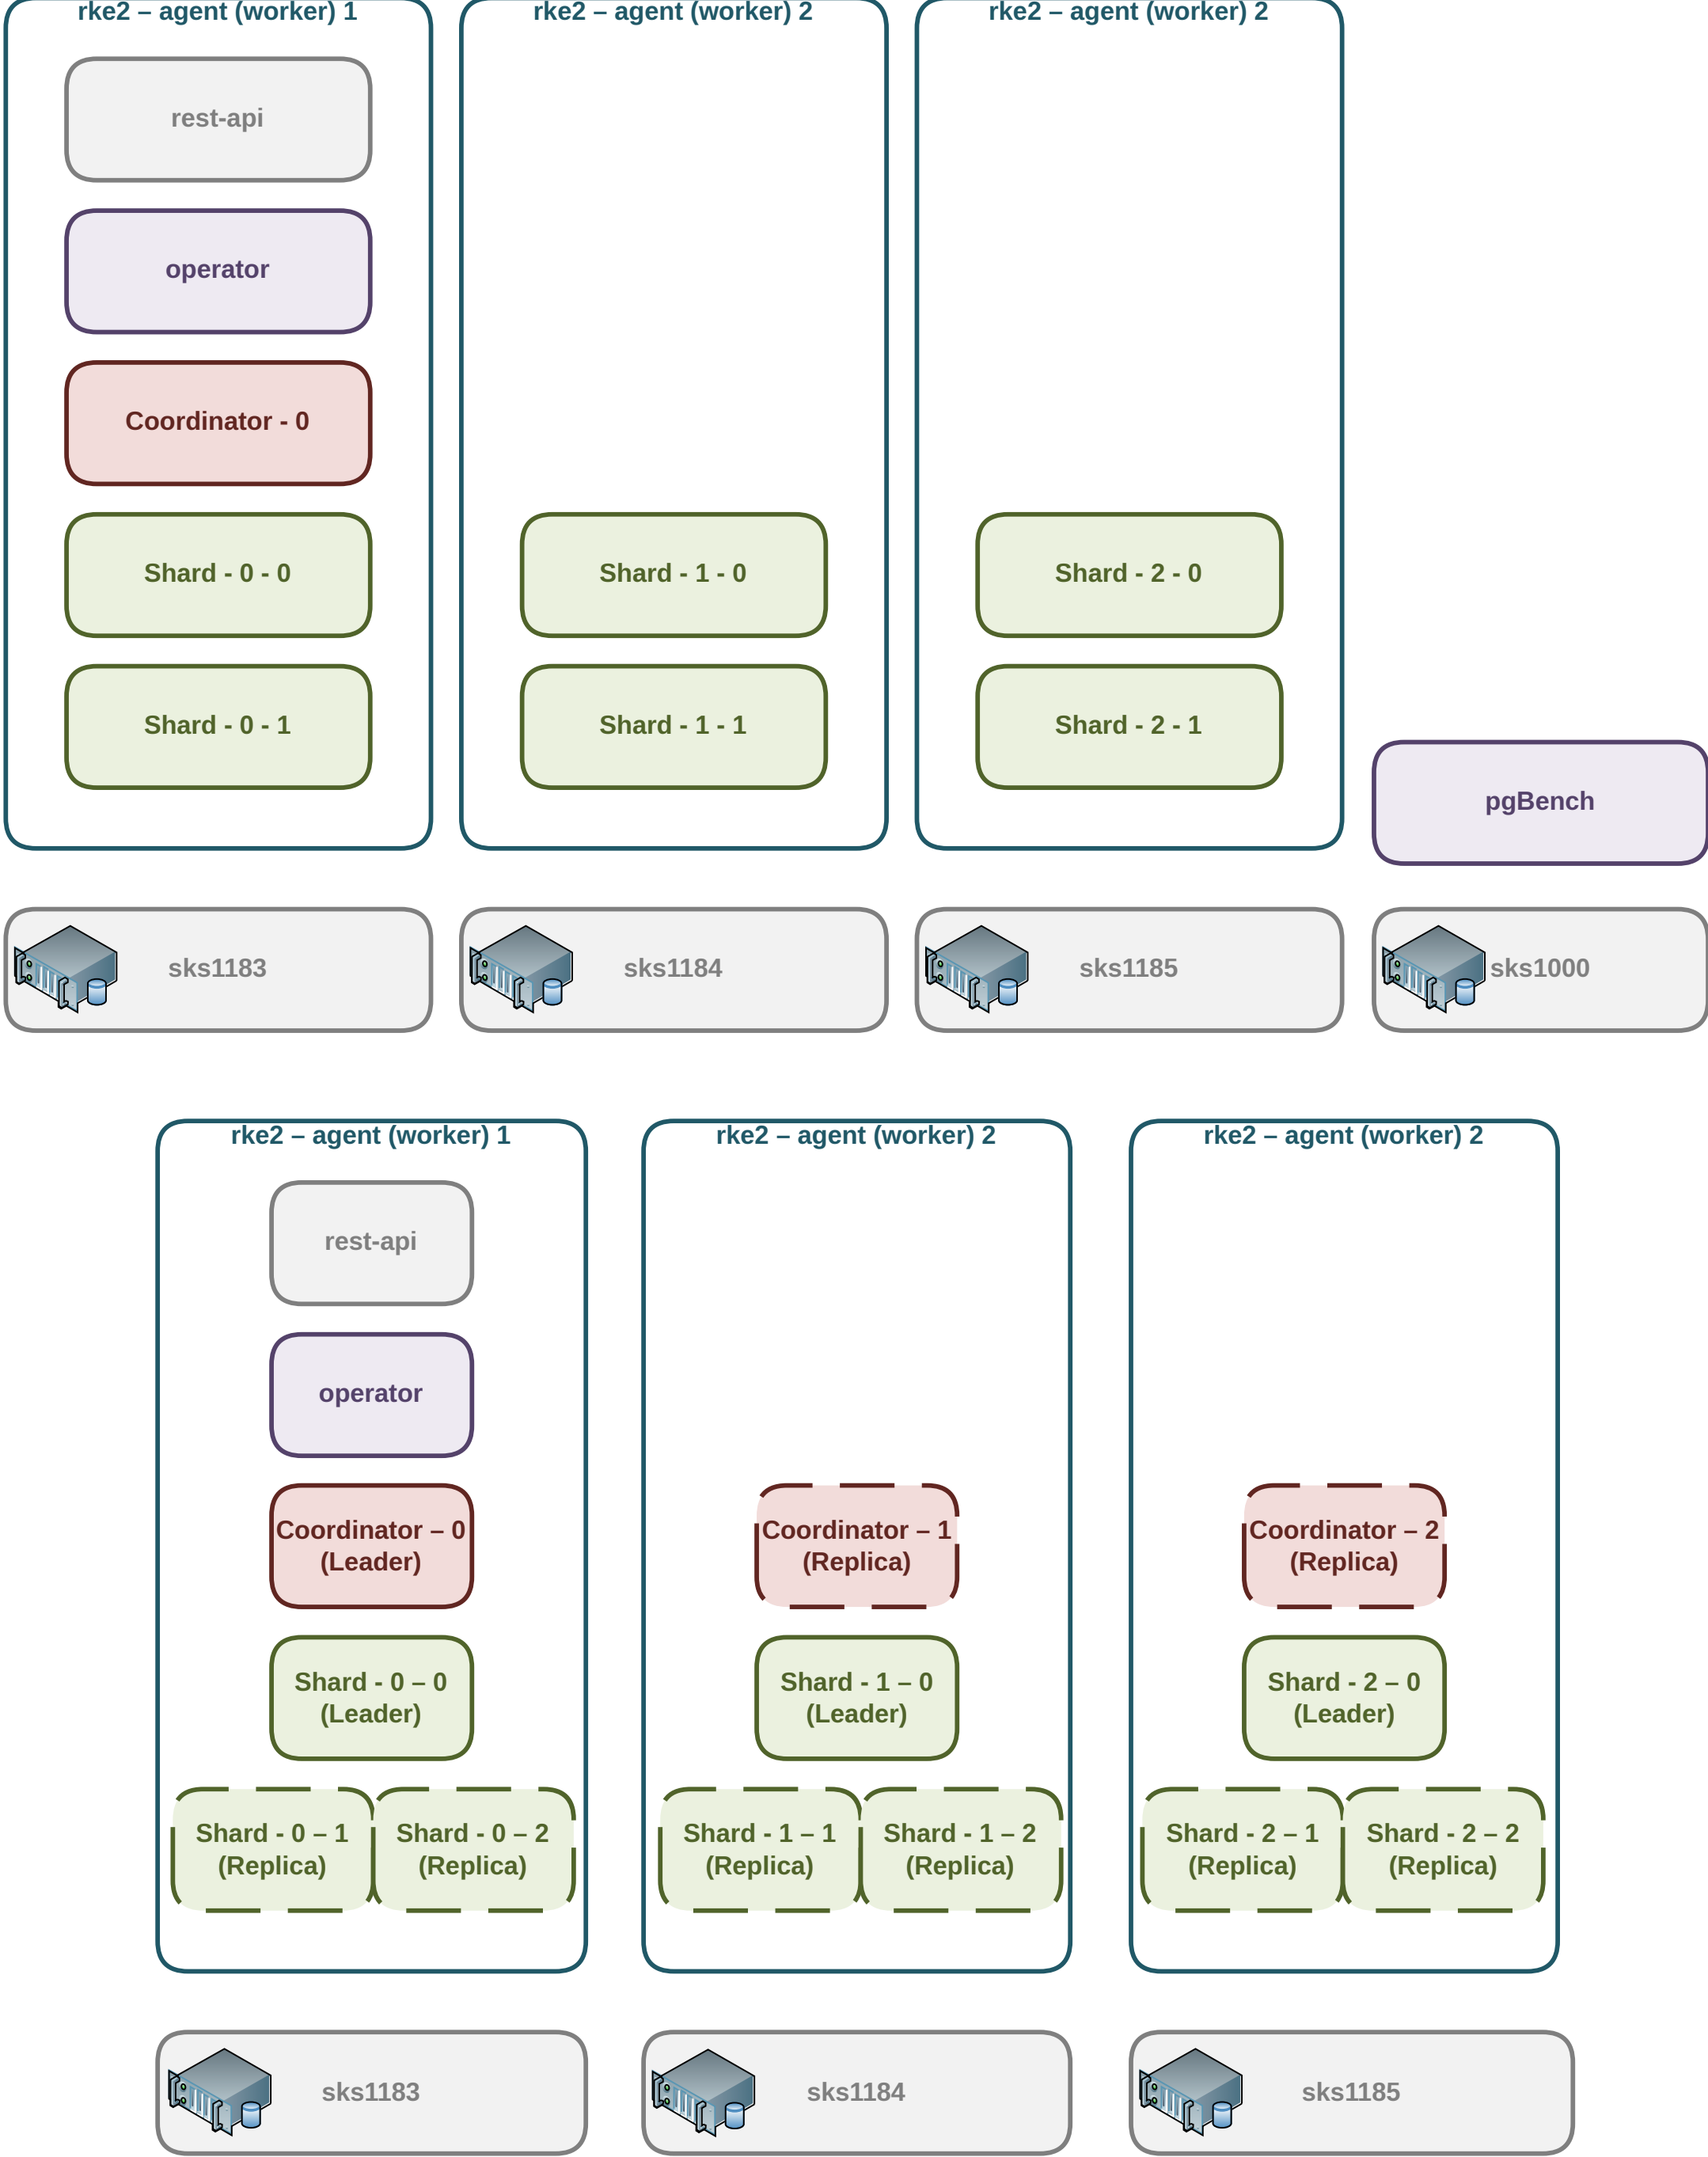 rke2 – agent (worker) 1
rke2 – agent (worker) 2
rke2 – agent (worker) 2
rest-api
operator
Coordinator - 0
Shard - 0 - 0
Shard - 1 - 0
Shard - 2 - 0
Shard - 0 - 1
Shard - 1 - 1
Shard - 2 - 1
pgBench
sks1183
sks1184
sks1185
sks1000
rke2 – agent (worker) 1
rke2 – agent (worker) 2
rke2 – agent (worker) 2
rest-api
operator
Coordinator – 0
(Leader)
Coordinator – 1
(Replica)
Coordinator – 2
(Replica)
Shard - 0 – 0
(Leader)
Shard - 1 – 0
(Leader)
Shard - 2 – 0
(Leader)
Shard - 0 – 1
(Replica)
Shard - 0 – 2
(Replica)
Shard - 1 – 1
(Replica)
Shard - 1 – 2
(Replica)
Shard - 2 – 1
(Replica)
Shard - 2 – 2
(Replica)
sks1183
sks1184
sks1185